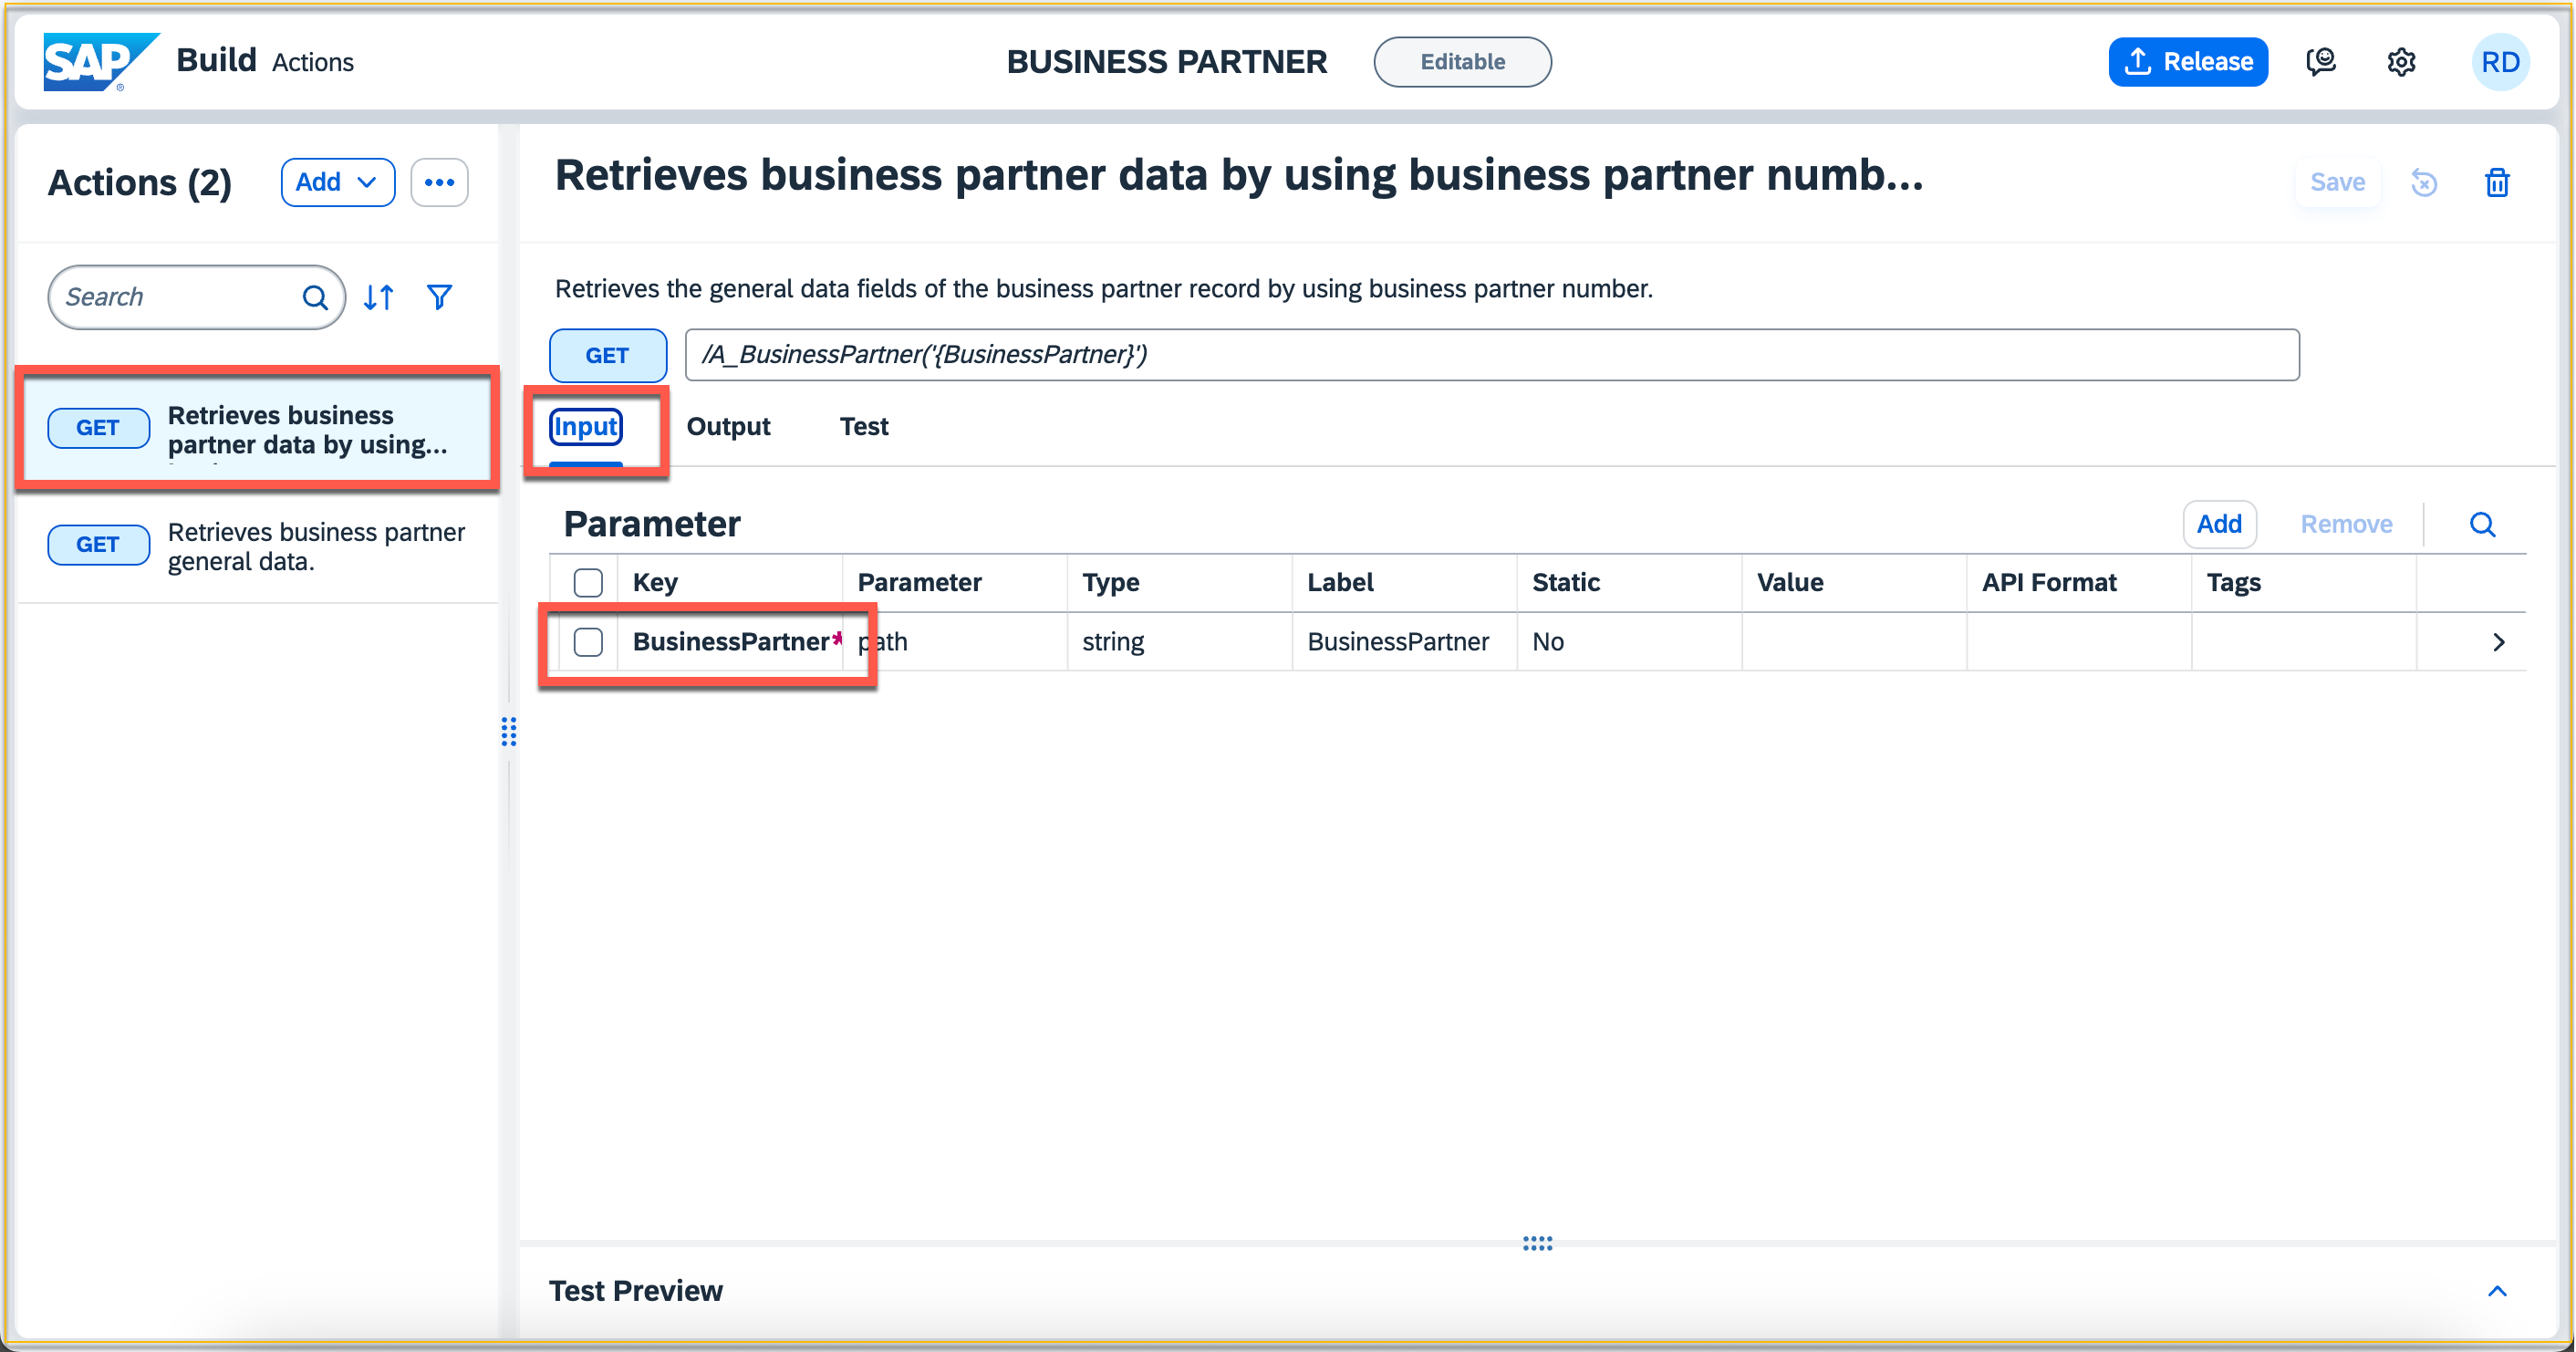 SAP Build Actions
BUSINESS PARTNER
Editable
Release
RD
Actions (2)
Add
Search
GET
Retrieves business
partner data by using...
GET
Retrieves business partner
general data.
Retrieves business partner data by using business partner numb...
Save
Retrieves the general data fields of the business partner record by using business partner number.
GET
/A_BusinessPartner('{BusinessPartner}')
Input Output Test
Parameter
Add Remove
Key Parameter Type Label Static Value API Format Tags
BusinessPartner* path string BusinessPartner No
Test Preview